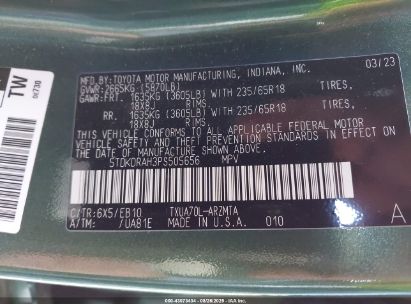 MFD. BY: TOYOTA MOTOR MANUFACTURING, INDIANA, INC.
GVWR: 2665KG (5870LB) 03/23
GAWR:FRT. 1635KG (3605LB) WITH 235/65R18 TIRES,
18X8J RIMS,
RR. 1635KG (3605LB) WITH 235/65R18 TIRES,
18X8J RIMS.
THIS VEHICLE CONFORMS TO ALL APPLICABLE FEDERAL MOTOR
VEHICLE SAFETY STANDARDS IN EFFECT ON THE DATE OF
MANUFACTURE SHOWN ABOVE.
5TDKDRAH3PS505656 MPV
C/TR:6X5/EB10 TXUA70L-ARZMTA
A/TM: /UA81E MADE IN U.S.A. 010
TW